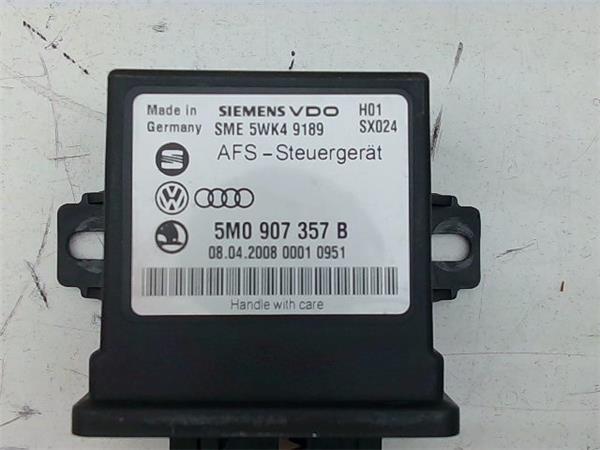 Made in
Germany
SIEMENS VDO
SME 5WK4 9189
H01
SX024
AFS-Steuergerät
5M0 907 357 B
08.04.2008 0001 0951
Handle with care